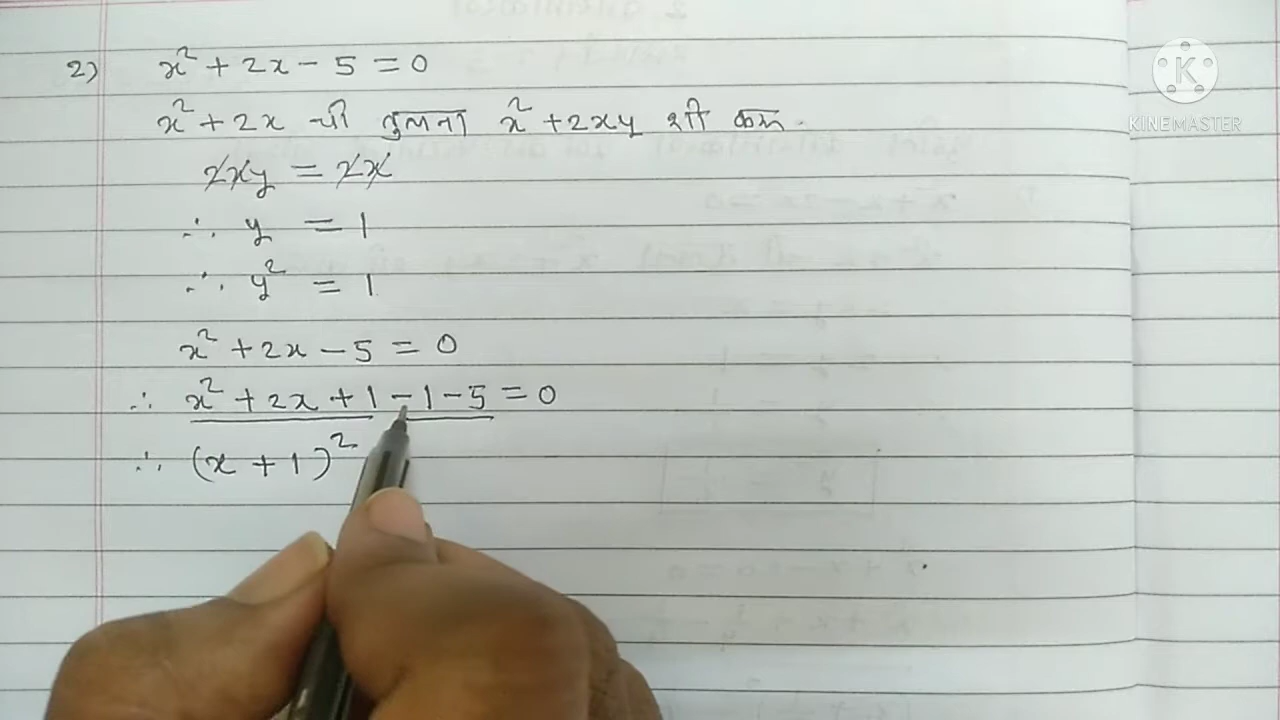 2) x² + 2x - 5 = 0
x² + 2x ची तुलना x² + 2xy शी करू.
2xy = 2x
∴ y = 1
∴ y² = 1
x² + 2x - 5 = 0
∴ x² + 2x + 1 - 1 - 5 = 0
∴ (x + 1)²
K
KINEMASTER